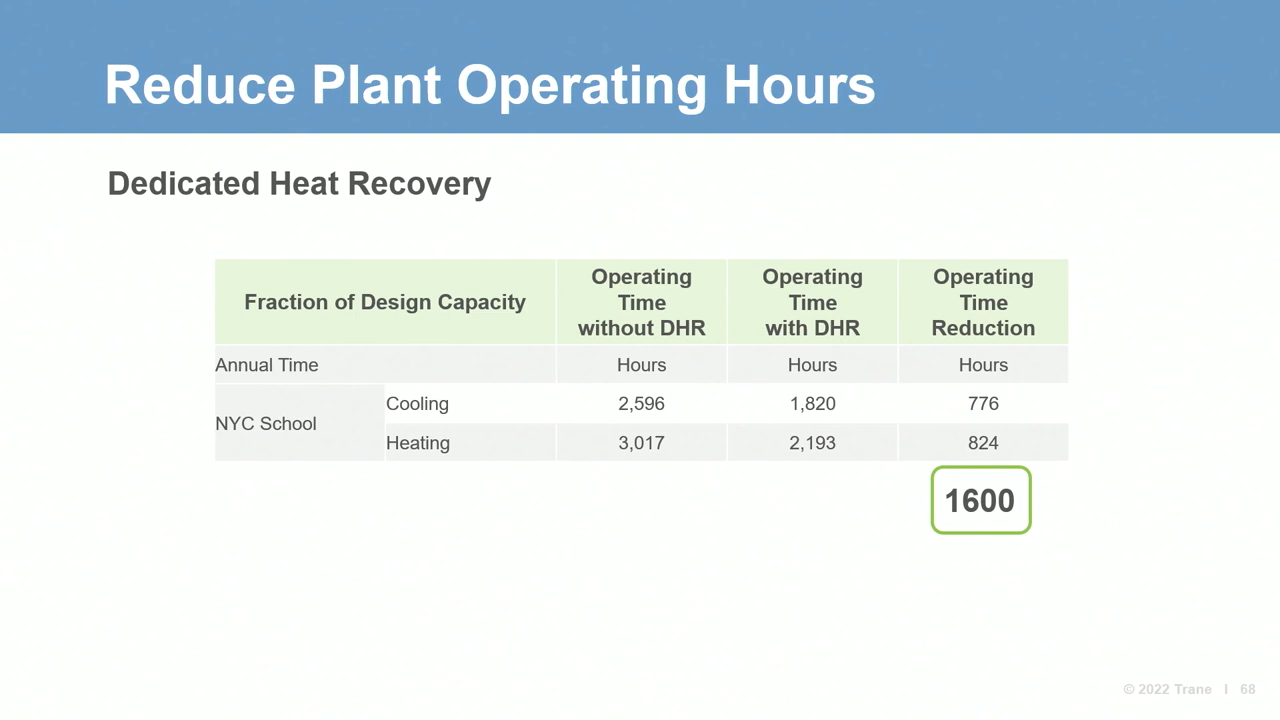 Reduce Plant Operating Hours
Dedicated Heat Recovery
Fraction of Design Capacity
Operating
Time
without DHR
Operating
Time
with DHR
Operating
Time
Reduction
Annual Time Hours Hours Hours
NYC School
Cooling 2,596 1,820 776
Heating 3,017 2,193 824
1600
© 2022 Trane I 68